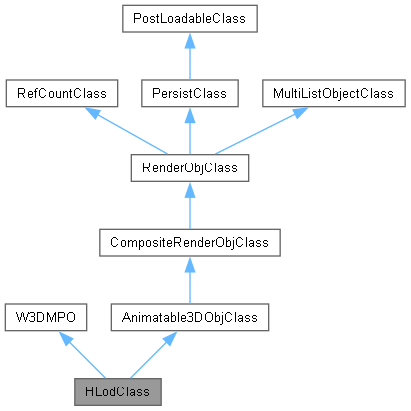 PostLoadableClass
RefCountClass
PersistClass
MultiListObjectClass
RenderObjClass
CompositeRenderObjClass
W3DMPO
Animatable3DObjClass
HLodClass